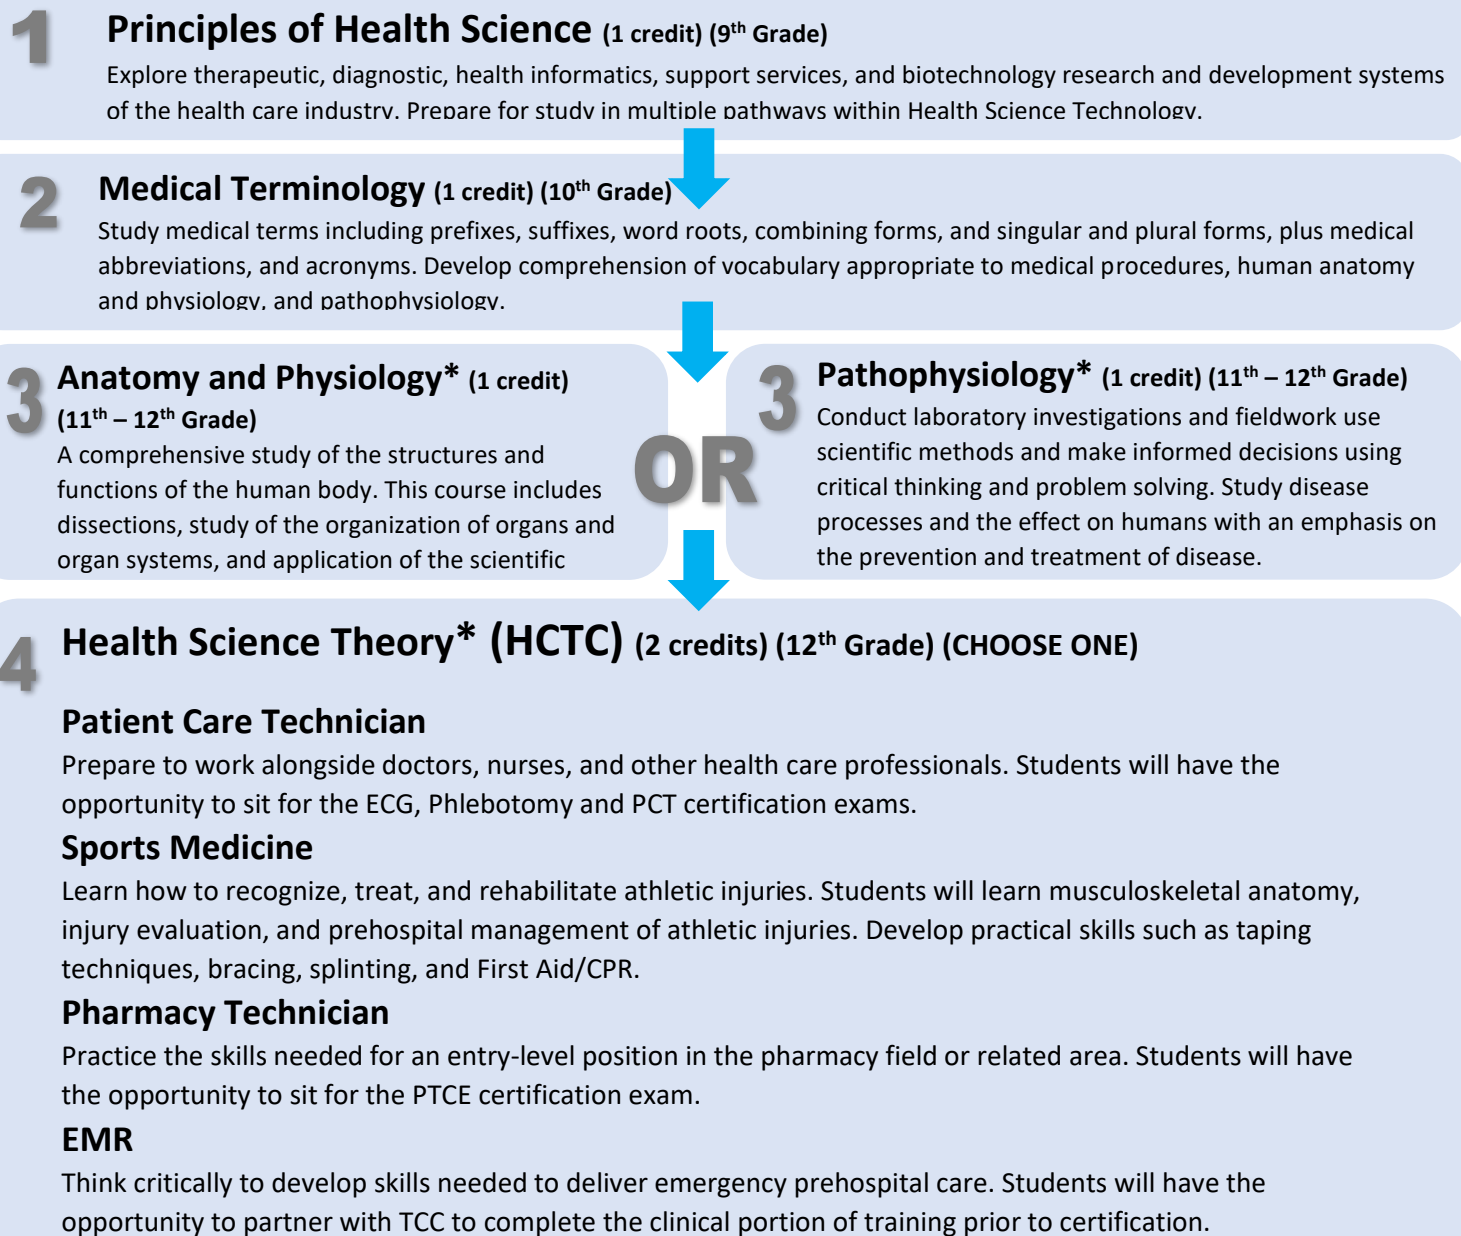 1 Principles of Health Science (1 credit) (9th Grade)
Explore therapeutic, diagnostic, health informatics, support services, and biotechnology research and development systems
of the health care industry. Prepare for study in multiple pathways within Health Science Technology.
2 Medical Terminology (1 credit) (10th Grade)
Study medical terms including prefixes, suffixes, word roots, combining forms, and singular and plural forms, plus medical
abbreviations, and acronyms. Develop comprehension of vocabulary appropriate to medical procedures, human anatomy
and physiology, and pathophysiology.
3 Anatomy and Physiology* (1 credit)
(11th – 12th Grade)
A comprehensive study of the structures and
functions of the human body. This course includes
dissections, study of the organization of organs and
organ systems, and application of the scientific
OR
3 Pathophysiology* (1 credit) (11th – 12th Grade)
Conduct laboratory investigations and fieldwork use
scientific methods and make informed decisions using
critical thinking and problem solving. Study disease
processes and the effect on humans with an emphasis on
the prevention and treatment of disease.
4 Health Science Theory* (HCTC) (2 credits) (12th Grade) (CHOOSE ONE)
Patient Care Technician
Prepare to work alongside doctors, nurses, and other health care professionals. Students will have the
opportunity to sit for the ECG, Phlebotomy and PCT certification exams.
Sports Medicine
Learn how to recognize, treat, and rehabilitate athletic injuries. Students will learn musculoskeletal anatomy,
injury evaluation, and prehospital management of athletic injuries. Develop practical skills such as taping
techniques, bracing, splinting, and First Aid/CPR.
Pharmacy Technician
Practice the skills needed for an entry-level position in the pharmacy field or related area. Students will have
the opportunity to sit for the PTCE certification exam.
EMR
Think critically to develop skills needed to deliver emergency prehospital care. Students will have the
opportunity to partner with TCC to complete the clinical portion of training prior to certification.